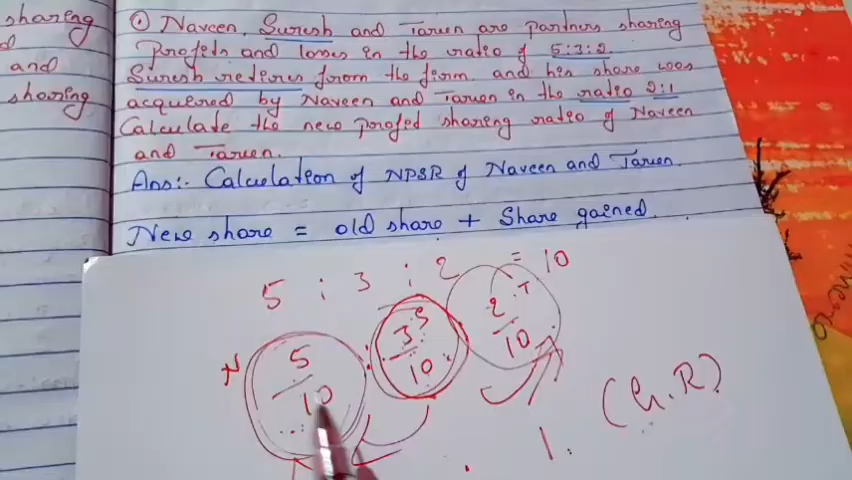 sharing
and
sharing
Naveen, Suresh and Tarun are partners sharing
Profits and losses in the ratio of 5:3:2.
Suresh retires from the firm and his share was
acquered by Naveen and Tarun in the ratio 2:1
Calculate the new profit sharing ratio of Naveen
and Tarun.
Ans:- Calculation of NPSR of Naveen and Tarun.
New share = old share + Share gained.
5 : 3 : 2 = 10
N 5/10 : 3/10 S 2/10 T
1. (G.R)